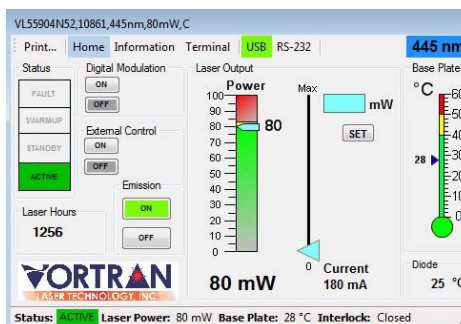 VL55904N52,10861,445nm,80mW,C
Print... Home Information Terminal USB RS-232 445 nm
Status Digital Modulation Laser Output Base Plate
FAULT ON Power Max °C 60
WARMUP OFF 100 mW
STANDBY External Control 90 SET
ACTIVE ON 80 80 40
OFF 70 28
Emission 60 20
Laser Hours ON 50 10
1256 OFF 40 0
30
20
10
0 0
VORTRAN Current Diode
LASER TECHNOLOGY, INC. 80 mW 180 mA 25 °C
Status: ACTIVE Laser Power: 80 mW Base Plate: 28 °C Interlock: Closed